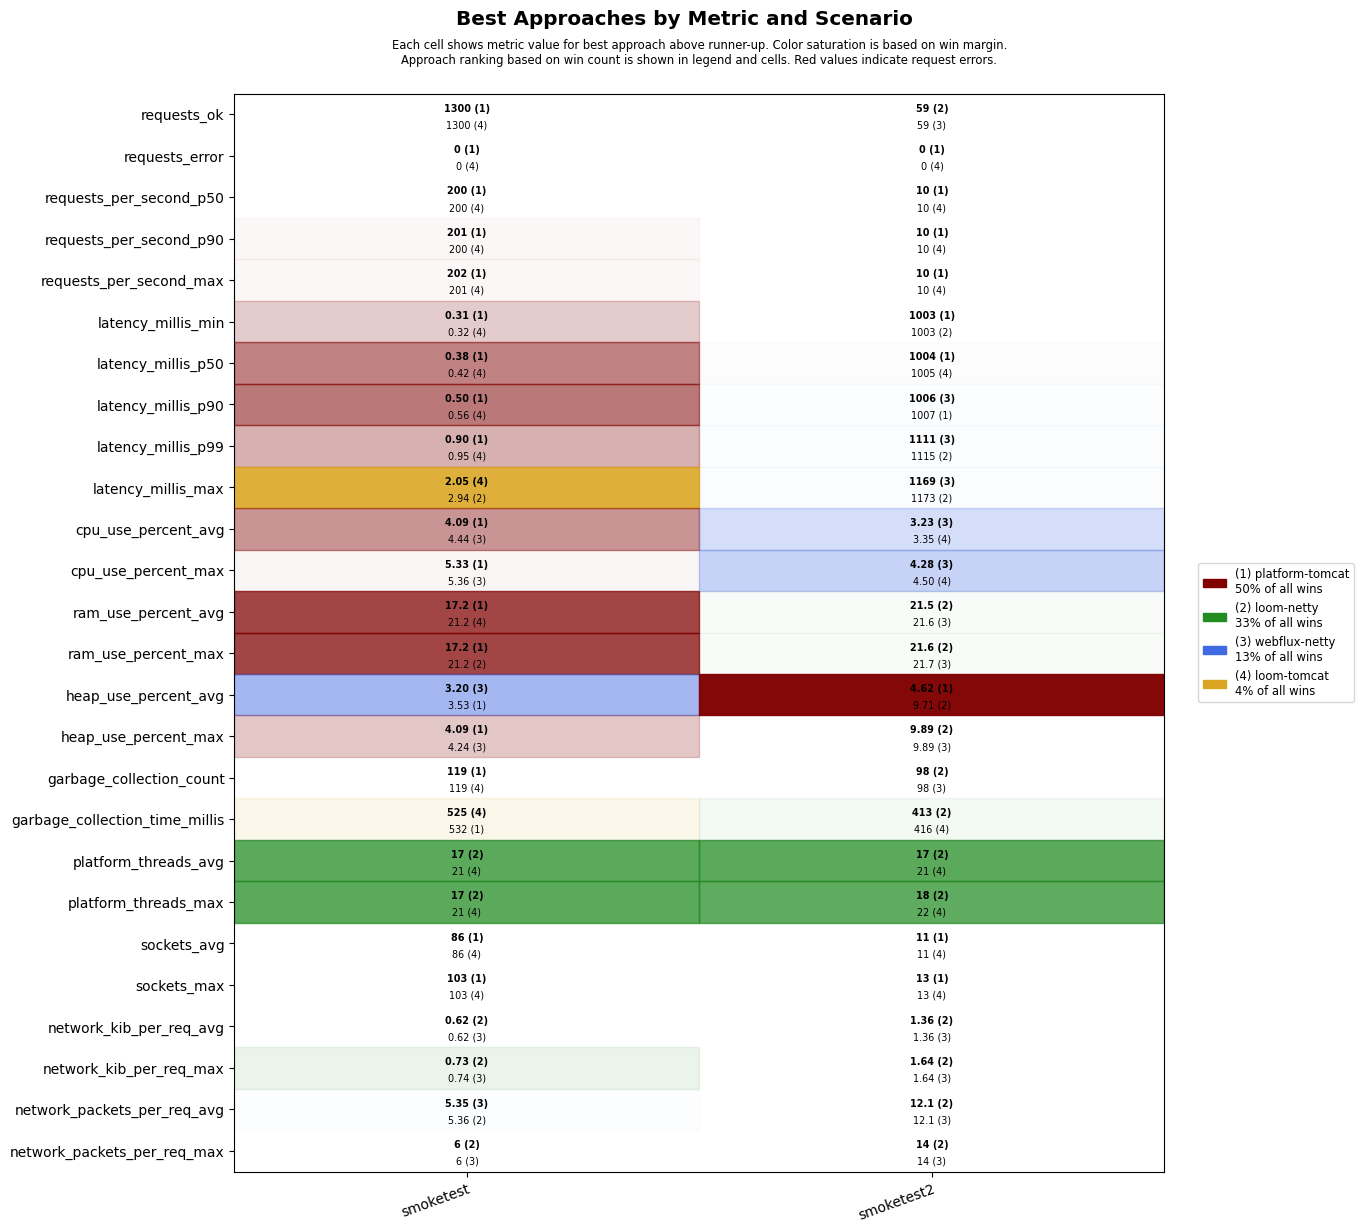 Best Approaches by Metric and Scenario
Each cell shows metric value for best approach above runner-up. Color saturation is based on win margin.
Approach ranking based on win count is shown in legend and cells. Red values indicate request errors.
requests_ok 1300 (1) 59 (2)
1300 (4) 59 (3)
requests_error 0 (1) 0 (1)
0 (4) 0 (4)
requests_per_second_p50 200 (1) 10 (1)
200 (4) 10 (4)
requests_per_second_p90 201 (1) 10 (1)
200 (4) 10 (4)
requests_per_second_max 202 (1) 10 (1)
201 (4) 10 (4)
latency_millis_min 0.31 (1) 1003 (1)
0.32 (4) 1003 (2)
latency_millis_p50 0.38 (1) 1004 (1)
0.42 (4) 1005 (4)
latency_millis_p90 0.50 (1) 1006 (3)
0.56 (4) 1007 (1)
latency_millis_p99 0.90 (1) 1111 (3)
0.95 (4) 1115 (2)
latency_millis_max 2.05 (4) 1169 (3)
2.94 (2) 1173 (2)
cpu_use_percent_avg 4.09 (1) 3.23 (3)
4.44 (3) 3.35 (4)
cpu_use_percent_max 5.33 (1) 4.28 (3)
5.36 (3) 4.50 (4)
ram_use_percent_avg 17.2 (1) 21.5 (2)
21.2 (4) 21.6 (3)
ram_use_percent_max 17.2 (1) 21.6 (2)
21.2 (2) 21.7 (3)
heap_use_percent_avg 3.20 (3) 4.62 (1)
3.53 (1) 9.71 (2)
heap_use_percent_max 4.09 (1) 9.89 (2)
4.24 (3) 9.89 (3)
garbage_collection_count 119 (1) 98 (2)
119 (4) 98 (3)
garbage_collection_time_millis 525 (4) 413 (2)
532 (1) 416 (4)
platform_threads_avg 17 (2) 17 (2)
21 (4) 21 (4)
platform_threads_max 17 (2) 18 (2)
21 (4) 22 (4)
sockets_avg 86 (1) 11 (1)
86 (4) 11 (4)
sockets_max 103 (1) 13 (1)
103 (4) 13 (4)
network_kib_per_req_avg 0.62 (2) 1.36 (2)
0.62 (3) 1.36 (3)
network_kib_per_req_max 0.73 (2) 1.64 (2)
0.74 (3) 1.64 (3)
network_packets_per_req_avg 5.35 (3) 12.1 (2)
5.36 (2) 12.1 (3)
network_packets_per_req_max 6 (2) 14 (2)
6 (3) 14 (3)
smoketest smoketest2
(1) platform-tomcat
50% of all wins
(2) loom-netty
33% of all wins
(3) webflux-netty
13% of all wins
(4) loom-tomcat
4% of all wins